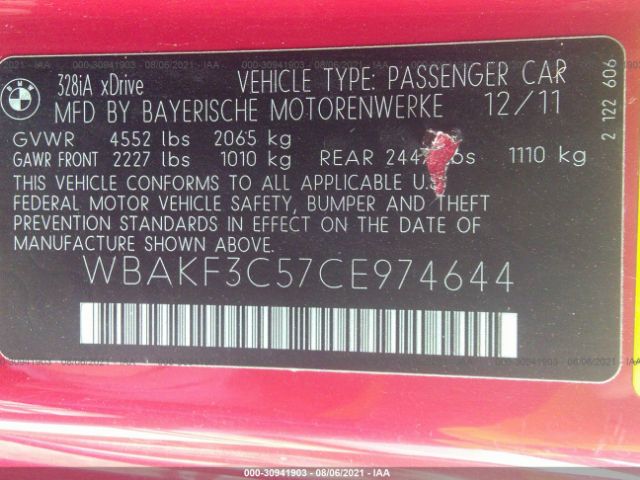 BMW
328iA xDrive VEHICLE TYPE: PASSENGER CAR
MFD BY BAYERISCHE MOTORENWERKE 12/11
GVWR 4552 lbs 2065 kg
GAWR FRONT 2227 lbs 1010 kg REAR 1110 kg
THIS VEHICLE CONFORMS TO ALL APPLICABLE
FEDERAL MOTOR VEHICLE SAFETY, BUMPER AND THEFT
PREVENTION STANDARDS IN EFFECT ON THE DATE OF
MANUFACTURE SHOWN ABOVE.
WBAKF3C57CE974644
2 122 606
000-30941903 - 08/06/2021 - IAA